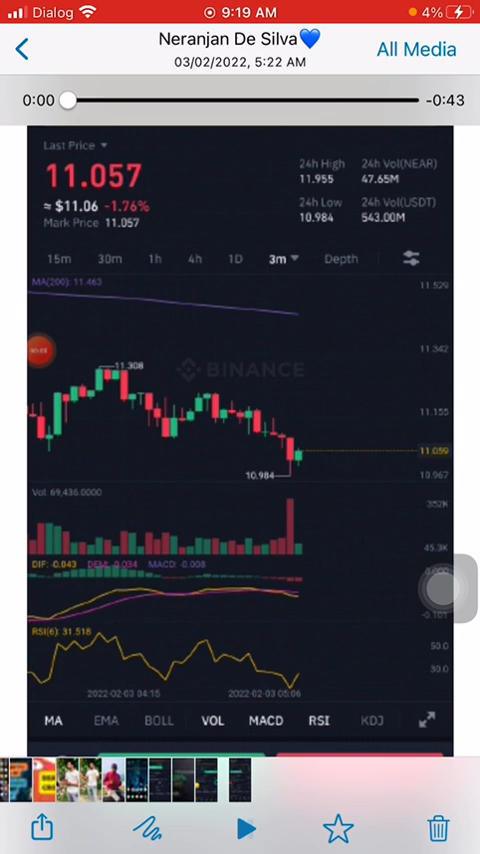 Dialog 9:19 AM 4%
Neranjan De Silva💙
03/02/2022, 5:22 AM
All Media
0:00 -0:43
Last Price
11.057
≈ $11.06 -1.76%
Mark Price 11.057
24h High 24h Vol(NEAR)
11.955 47.65M
24h Low 24h Vol(USDT)
10.984 543.00M
15m 30m 1h 4h 1D 3m Depth
MA(200): 11.463
11.529
11.342
11.308
BINANCE
11.155
11.059
10.984
10.967
Vol: 69,436.0000
352K
45.3K
DIF: -0.043 DEA: -0.034 MACD: -0.008
RSI(6): 31.518
50.0
30.0
2022-02-03 04:15 2022-02-03 05:06
MA EMA BOLL VOL MACD RSI KDJ